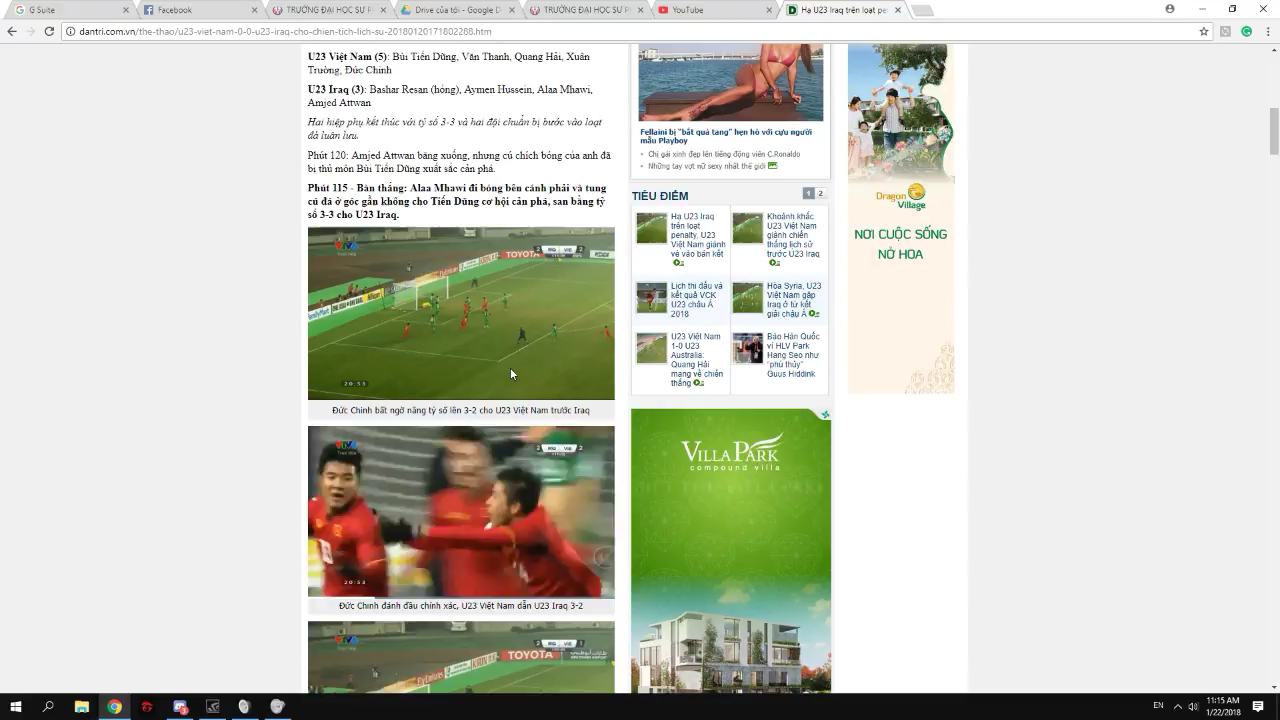 G Suite
Facebook
TRƯỜNG ĐẠI HỌC SƯ P
Drive của tôi - Google D
TRƯỜNG ĐẠI HỌC SƯ P
YouTube
Hạ U23 Iraq trên loạt pe
dantri.com.vn/the-thao/u23-viet-nam-0-0-u23-iraq-cho-chien-tich-lich-su-20180120171802288.htm
U23 Việt Nam (5): Bùi Tiến Dũng, Văn Thanh, Quang Hải, Xuân
Trường, Đức Chinh
U23 Iraq (3): Bashar Resan (hỏng), Aymen Hussein, Alaa Mhawi,
Amjed Attwan
Hai hiệp phụ kết thúc với tỷ số 3-3 và hai đội chuẩn bị bước vào loạt
đá luân lưu.
Phút 120: Amjed Attwan băng xuống, nhưng cú chích bóng của anh đã
bị thủ môn Bùi Tiến Dũng xuất sắc cản phá.
Phút 115 - Bàn thắng: Alaa Mhawi đi bóng bên cánh phải và tung
cú đá ở góc gần không cho Tiến Dũng cơ hội cản phá, san bằng tỷ
số 3-3 cho U23 Iraq.
TOYOTA
FamilyMart
20:53
Đức Chinh bất ngờ nâng tỷ số lên 3-2 cho U23 Việt Nam trước Iraq
20:53
Đức Chinh đánh đầu chính xác, U23 Việt Nam dẫn U23 Iraq 3-2
TOYOTA
Emirates
Fellaini bị "bắt quả tang" hẹn hò với cựu người
mẫu Playboy
Chị gái xinh đẹp lên tiếng động viên C.Ronaldo
Những tay vợt nữ sexy nhất thế giới
TIÊU ĐIỂM
1 2
Hạ U23 Iraq
trên loạt
penalty, U23
Việt Nam giành
vé vào bán kết
Khoảnh khắc
U23 Việt Nam
giành chiến
thắng lịch sử
trước U23 Iraq
Lịch thi đấu và
kết quả VCK
U23 châu Á
2018
Hòa Syria, U23
Việt Nam gặp
Iraq ở tứ kết
giải châu Á
U23 Việt Nam
1-0 U23
Australia:
Quang Hải
mang về chiến
thắng
Báo Hàn Quốc
ví HLV Park
Hang Seo như
"phù thủy"
Guus Hiddink
VILLA PARK
compound villa
Dragon
Village
NƠI CUỘC SỐNG
NỞ HOA
EN
11:15 AM
1/22/2018